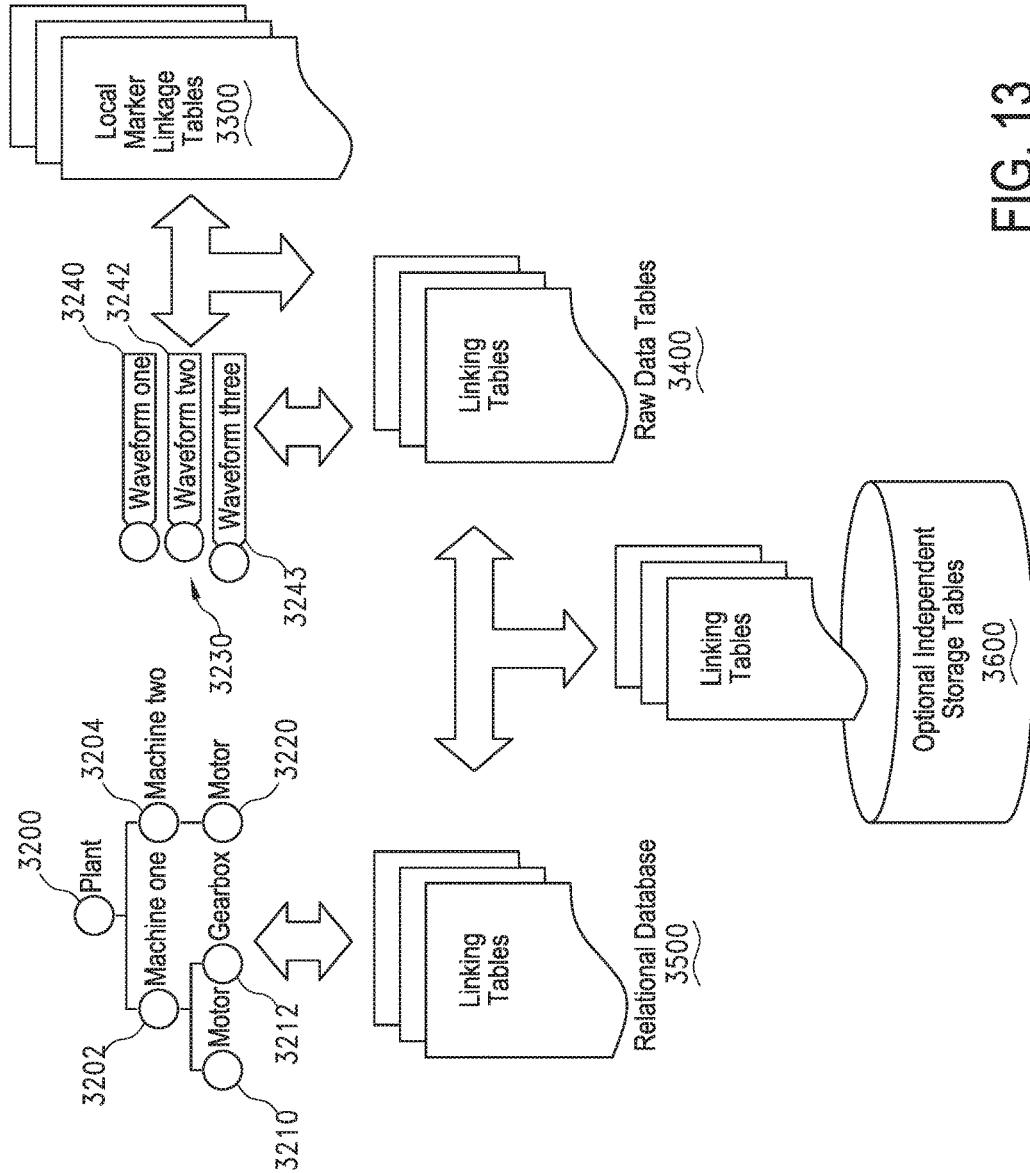 3200
Plant
3202
Machine one
3204
Machine two
3210
Motor
3212
Gearbox
3220
Motor
3230
3240
Waveform one
3242
Waveform two
3243
Waveform three
Local
Marker
Linkage
Tables
3300
Linking
Tables
Relational Database
3500
Linking
Tables
Raw Data Tables
3400
Linking
Tables
Optional Independent
Storage Tables
3600
FIG. 13